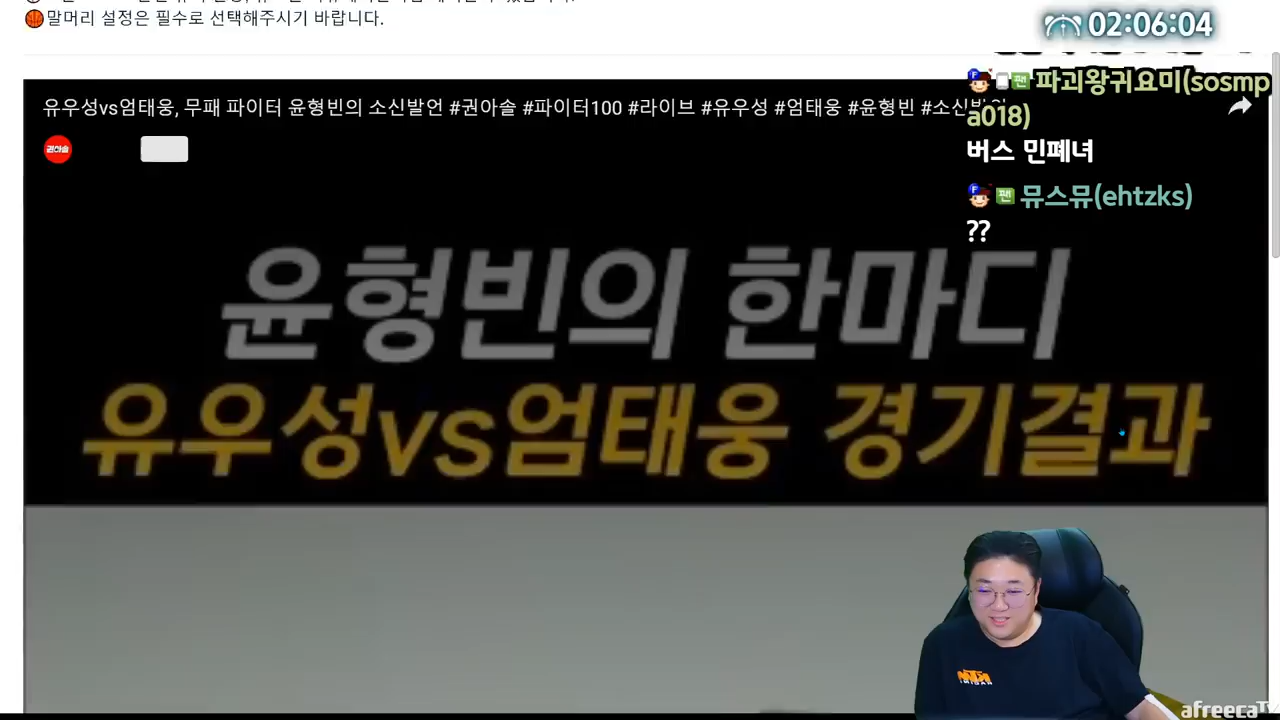 🏀말머리 설정은 필수로 선택해주시기 바랍니다.
02:06:04
유우성vs엄태웅, 무패 파이터 윤형빈의 소신발언 #권아솔 #파이터100 #라이브 #유우성 #엄태웅 #윤형빈 #소신발언
권아솔
팬 파괴왕귀요미(sosmp
a018)
버스 민폐녀
팬 뮤스뮤(ehtzks)
??
윤형빈의 한마디
유우성vs엄태웅 경기결과
afreecaTV